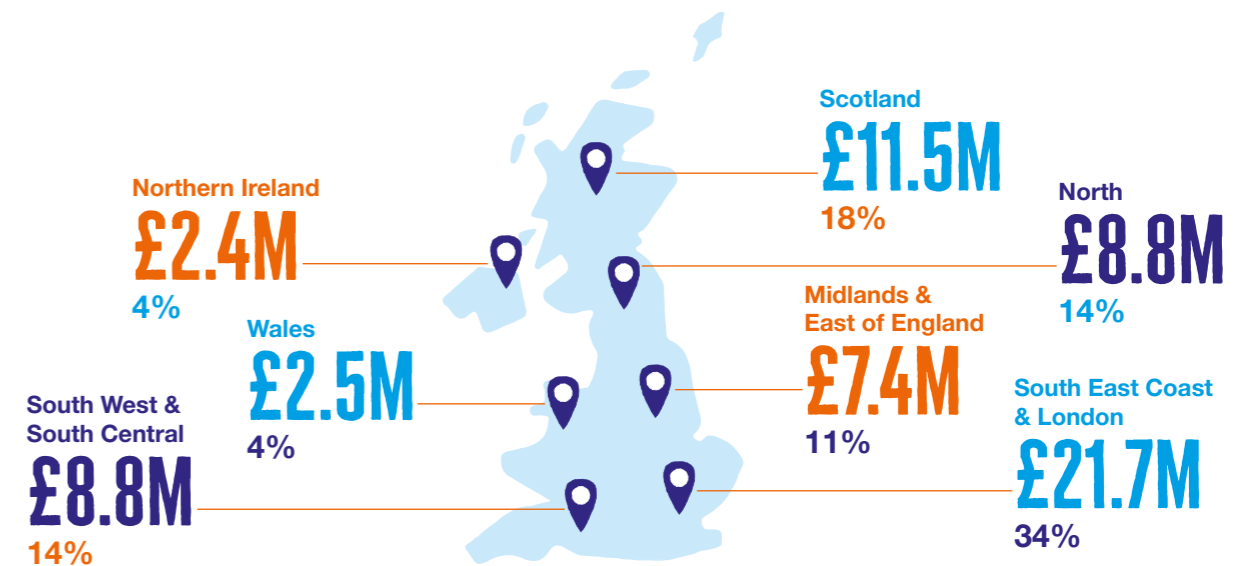 Scotland
£11.5M
18%
Northern Ireland
£2.4M
4%
North
£8.8M
14%
Midlands &
East of England
£7.4M
11%
Wales
£2.5M
4%
South East Coast
& London
£21.7M
34%
South West &
South Central
£8.8M
14%